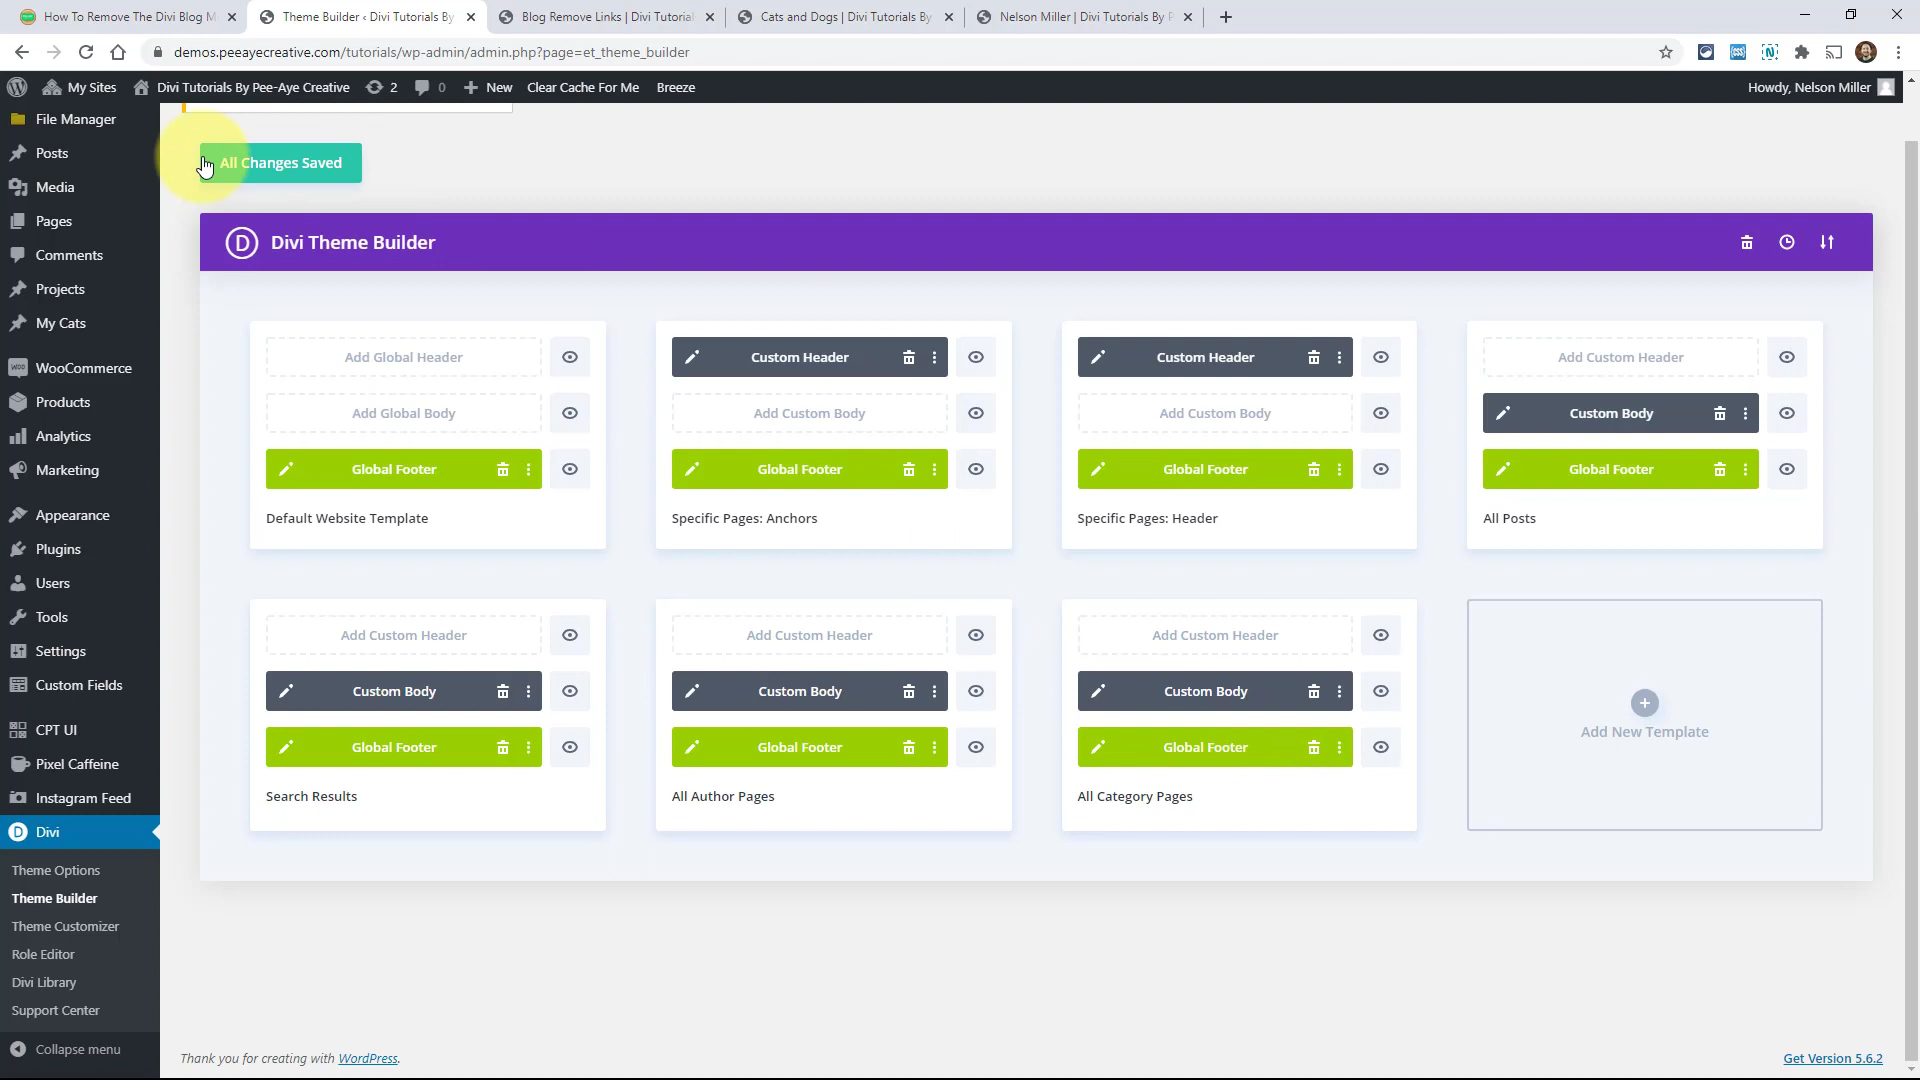 How To Remove The Divi Blog M
Theme Builder ‹ Divi Tutorials By
Blog Remove Links | Divi Tutorial
Cats and Dogs | Divi Tutorials By
Nelson Miller | Divi Tutorials By P
demos.peeayecreative.com/tutorials/wp-admin/admin.php?page=et_theme_builder
My Sites
Divi Tutorials By Pee-Aye Creative
2
0
New
Clear Cache For Me
Breeze
Howdy, Nelson Miller
File Manager
Posts
Media
Pages
Comments
Projects
My Cats
WooCommerce
Products
Analytics
Marketing
Appearance
Plugins
Users
Tools
Settings
Custom Fields
CPT UI
Pixel Caffeine
Instagram Feed
Divi
Theme Options
Theme Builder
Theme Customizer
Role Editor
Divi Library
Support Center
Collapse menu
All Changes Saved
D Divi Theme Builder
Add Global Header
Add Global Body
Global Footer
Default Website Template
Custom Header
Add Custom Body
Global Footer
Specific Pages: Anchors
Custom Header
Add Custom Body
Global Footer
Specific Pages: Header
Add Custom Header
Custom Body
Global Footer
All Posts
Add Custom Header
Custom Body
Global Footer
Search Results
Add Custom Header
Custom Body
Global Footer
All Author Pages
Add Custom Header
Custom Body
Global Footer
All Category Pages
Add New Template
Thank you for creating with WordPress.
Get Version 5.6.2